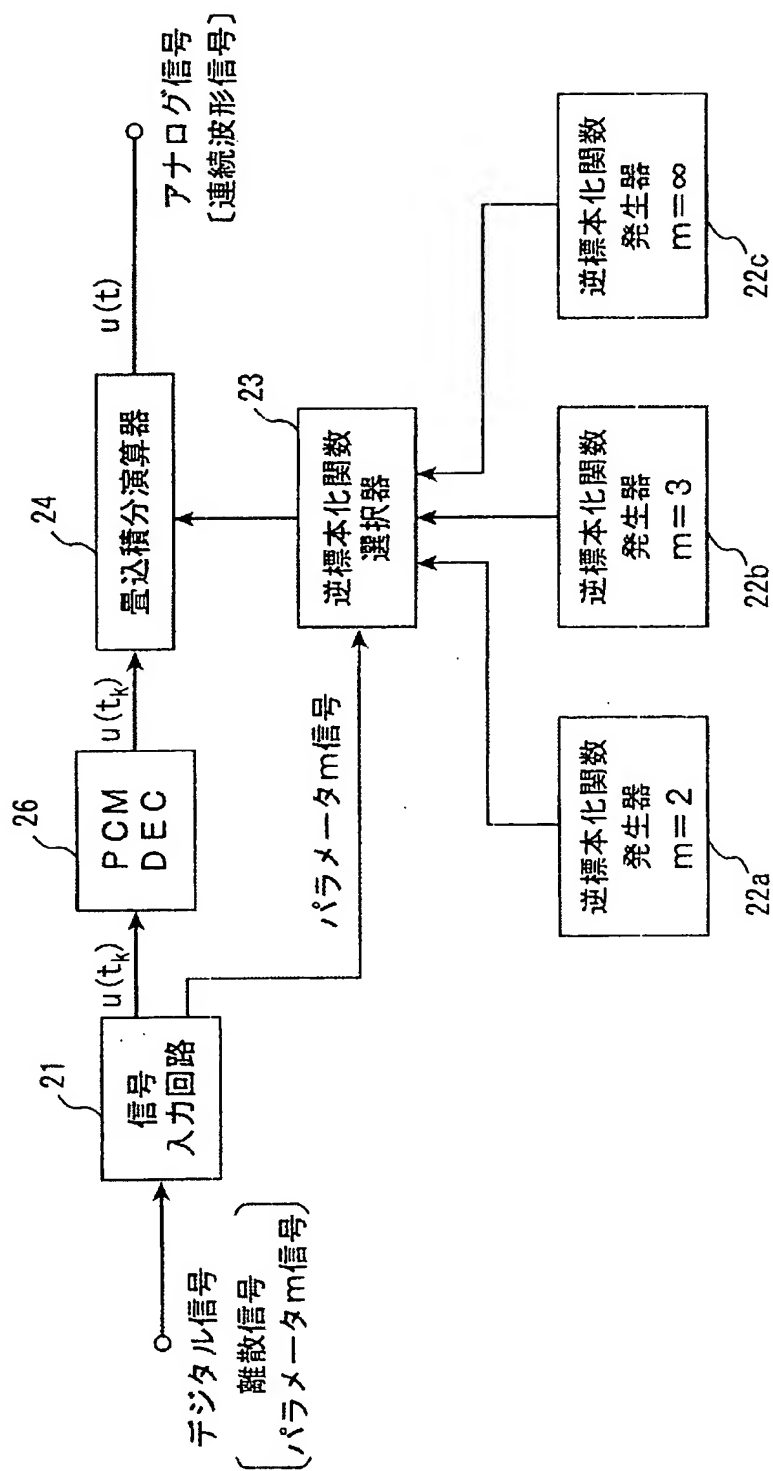 デジタル信号
離散信号
パラメータm信号
21
信号
入力回路
u(tk)
26
PCM
DEC
u(tk)
24
畳込積分演算器
u(t)
アナログ信号
〔連続波形信号〕
パラメータm信号
23
逆標本化関数
選択器
逆標本化関数
発生器
m=2
22a
逆標本化関数
発生器
m=3
22b
逆標本化関数
発生器
m=∞
22c